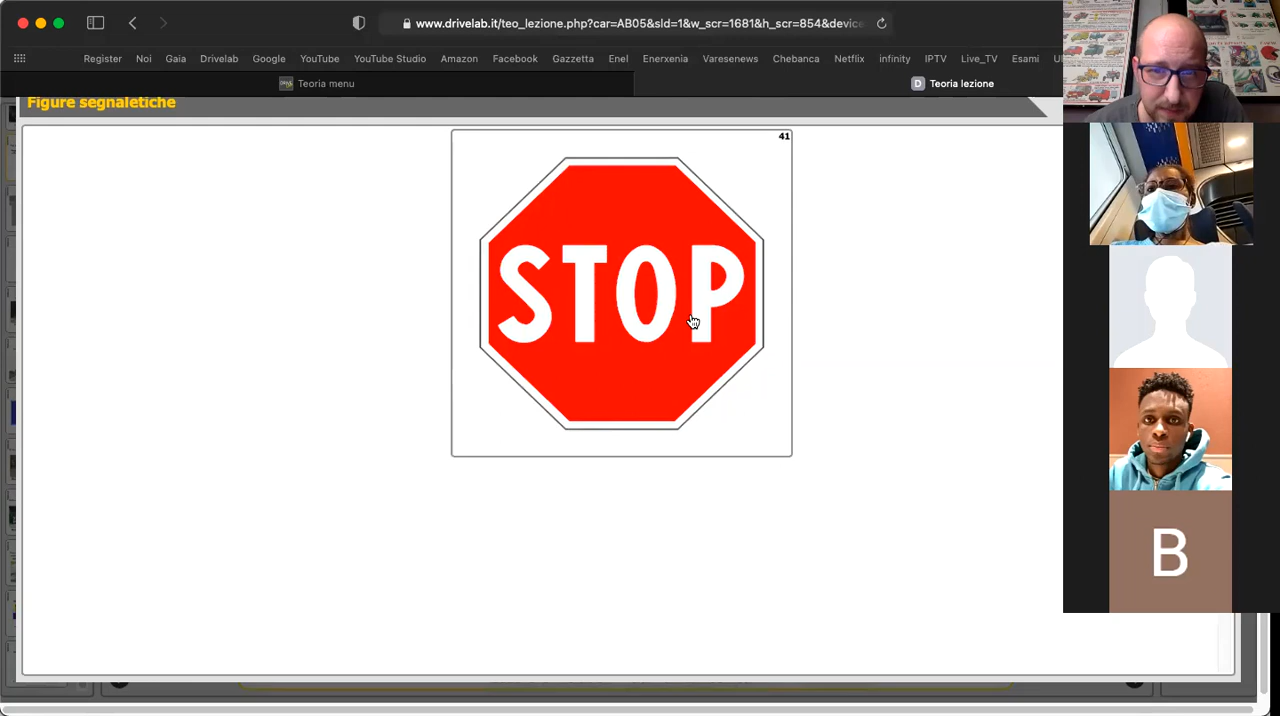 www.drivelab.it/teo_lezione.php?car=AB05&sld=1&w_scr=1681&h_scr=854&device=
Register Noi Gaia Drivelab Google YouTube YouTube Studio Amazon Facebook Gazzetta Enel Enerxenia Varesenews Chebanca Netflix infinity IPTV Live_TV Esami
Teoria menu D Teoria lezione
Figure segnaletiche
41
STOP
B